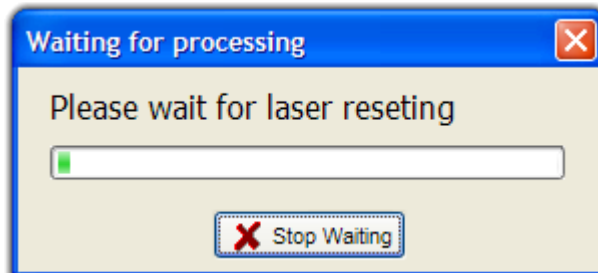 Waiting for processing
Please wait for laser reseting
Stop Waiting